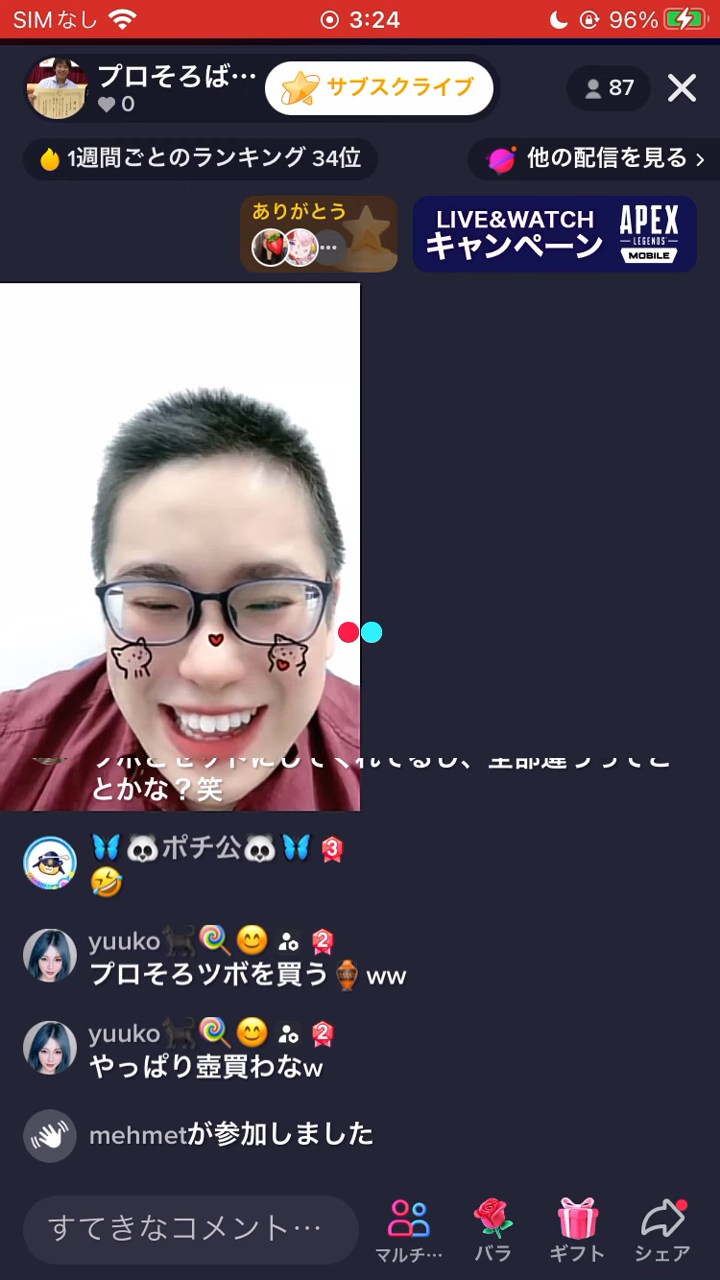 SIMなし 3:24 96%
プロそろば… サブスクライブ 87
0
1週間ごとのランキング 34位 他の配信を見る
ありがとう
LIVE&WATCH
キャンペーン
APEX
LEGENDS
MOBILE
とかな？笑
🦋🐼ポチ公🐼🦋 3
🤣
yuuko🐈‍⬛🍭😊 2
プロそろツボを買う🏺ww
yuuko🐈‍⬛🍭😊 2
やっぱり壺買わなw
mehmetが参加しました
すてきなコメント… マルチ… バラ ギフト シェア